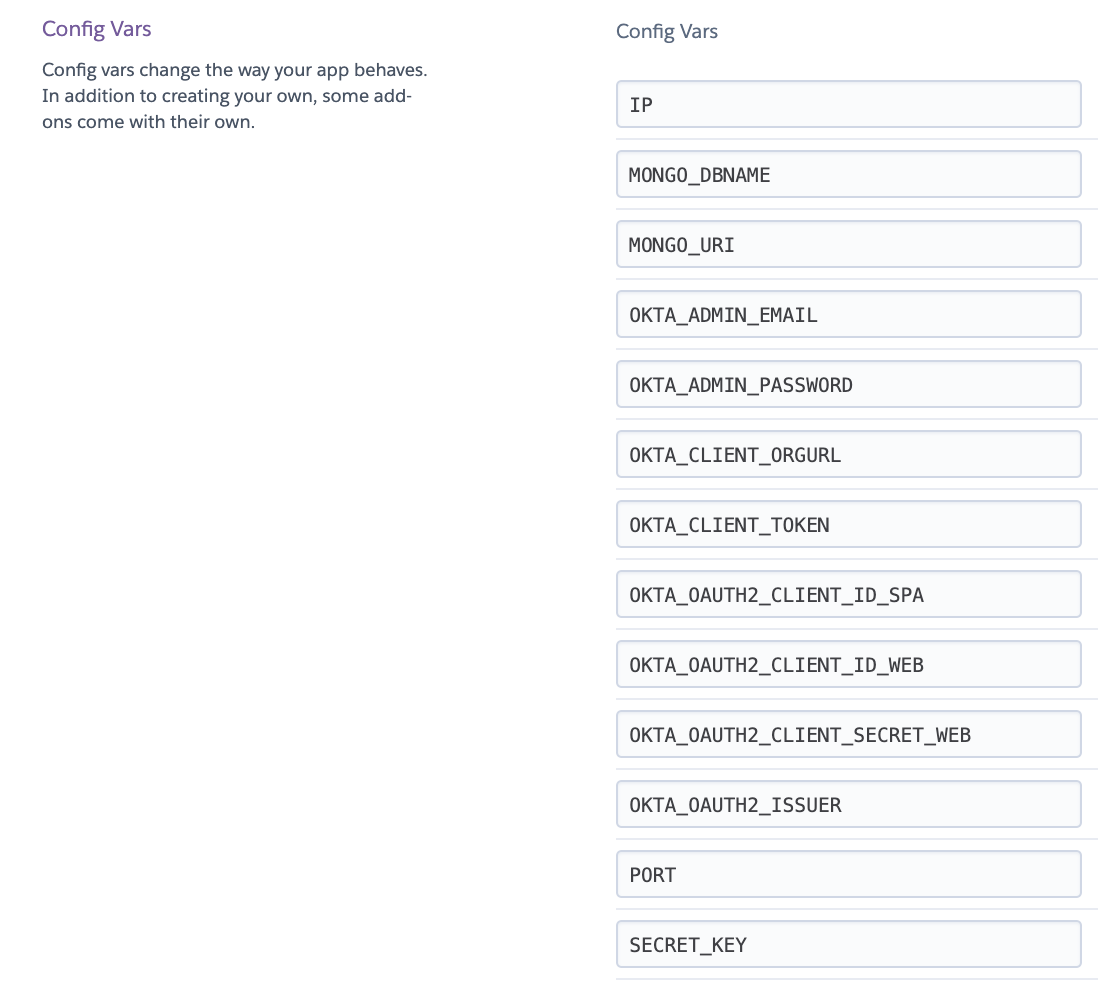 Config Vars
Config vars change the way your app behaves.
In addition to creating your own, some add-
ons come with their own.
Config Vars
IP
MONGO_DBNAME
MONGO_URI
OKTA_ADMIN_EMAIL
OKTA_ADMIN_PASSWORD
OKTA_CLIENT_ORGURL
OKTA_CLIENT_TOKEN
OKTA_OAUTH2_CLIENT_ID_SPA
OKTA_OAUTH2_CLIENT_ID_WEB
OKTA_OAUTH2_CLIENT_SECRET_WEB
OKTA_OAUTH2_ISSUER
PORT
SECRET_KEY